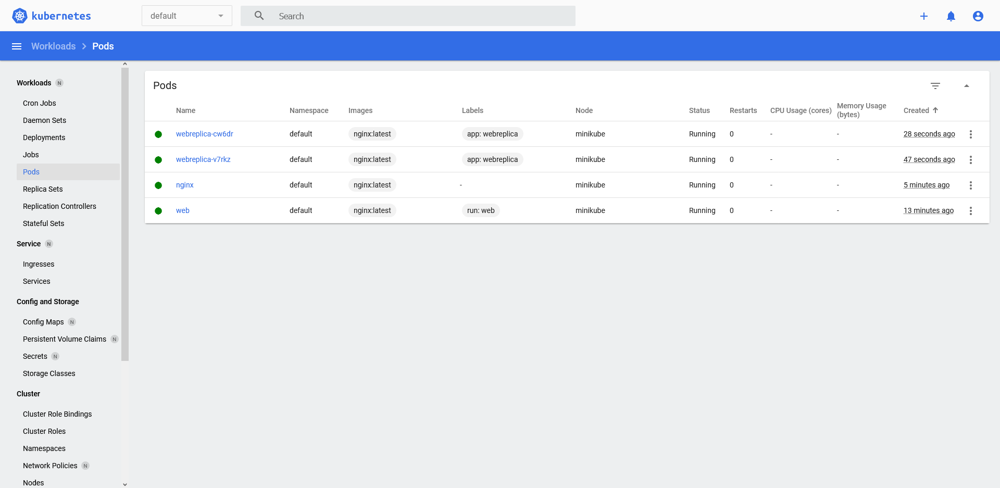 kubernetes
default
Search
Workloads > Pods
Workloads N
Cron Jobs
Daemon Sets
Deployments
Jobs
Pods
Replica Sets
Replication Controllers
Stateful Sets
Service N
Ingresses
Services
Config and Storage
Config Maps N
Persistent Volume Claims N
Secrets N
Storage Classes
Cluster
Cluster Role Bindings
Cluster Roles
Namespaces
Network Policies N
Nodes
Pods
Name Namespace Images Labels Node Status Restarts CPU Usage (cores) Memory Usage (bytes) Created
webreplica-cw6dr default nginx:latest app: webreplica minikube Running 0 - - 28 seconds ago
webreplica-v7rkz default nginx:latest app: webreplica minikube Running 0 - - 47 seconds ago
nginx default nginx:latest - minikube Running 0 - - 5 minutes ago
web default nginx:latest run: web minikube Running 0 - - 13 minutes ago